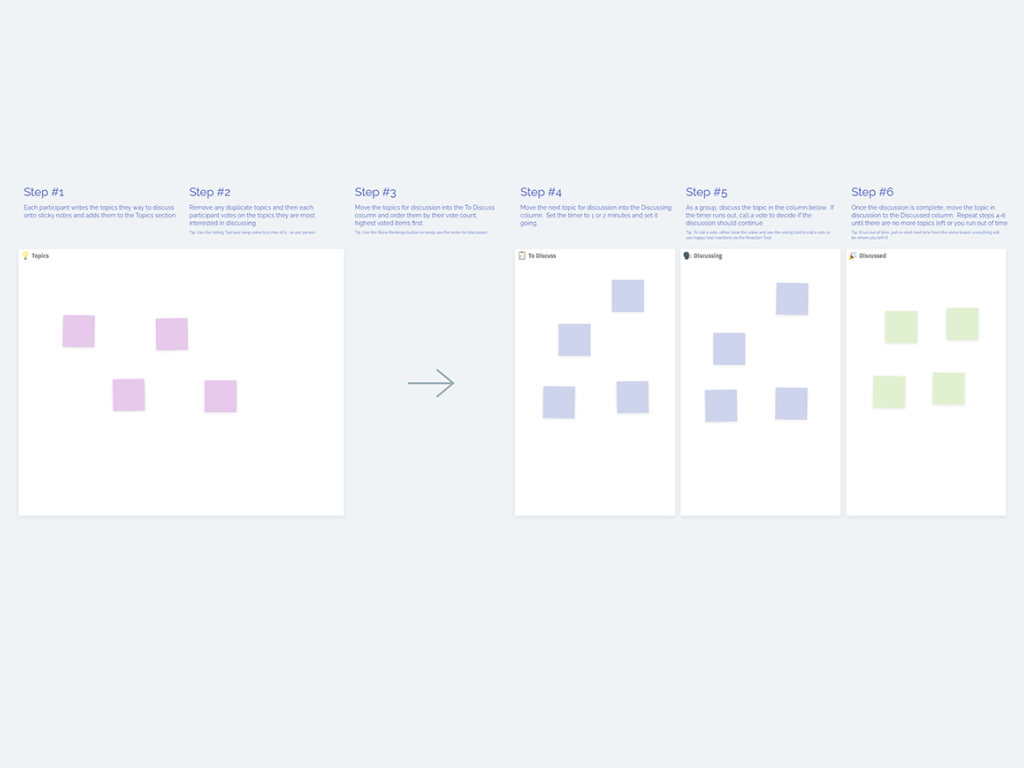 Step #1
Each participant writes the topics they way to discuss
onto sticky notes and adds them to the Topics section.
Step #2
Remove any duplicate topics and then each
participant votes on the topics they are most
interested in discussing.
Tip: Use the Voting Tool and keep votes to a max of 5 - 10 per person
Step #3
Move the topics for discussion into the To Discuss
column and order them by their vote count,
highest voted items first.
Tip: Use the Show Rankings button to easily see the order for discussion.
Step #4
Move the next topic for discussion into the Discussing
column. Set the timer to 1 or 2 minutes and set it
going.
Step #5
As a group, discuss the topic in the column below. If
the timer runs out, call a vote to decide if the
discussion should continue.
Tip: To call a vote, either clear the voting and use the voting tool to call a vote or
use happy/sad reactions via the Reaction Tool.
Step #6
Once the discussion is complete, move the topic in
discussion to the Discussed column. Repeat steps 4-6
until there are no more topics left or you run out of time.
Tip: If run out of time, just re-start next time from the same board, everything will
be where you left it!
Topics
To Discuss
Discussing
Discussed